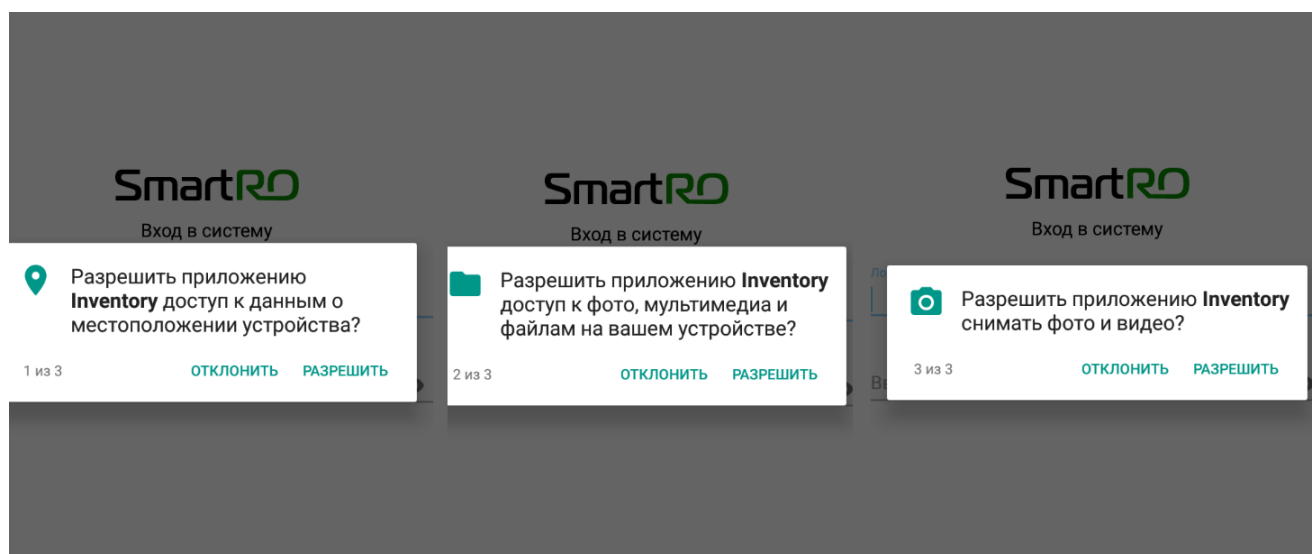 SmartRO
Вход в систему
Разрешить приложению
Inventory доступ к данным о
местоположении устройства?
1 из 3
ОТКЛОНИТЬ РАЗРЕШИТЬ
SmartRO
Вход в систему
Разрешить приложению Inventory
доступ к фото, мультимедиа и
файлам на вашем устройстве?
2 из 3
ОТКЛОНИТЬ РАЗРЕШИТЬ
SmartRO
Вход в систему
Разрешить приложению Inventory
снимать фото и видео?
3 из 3
ОТКЛОНИТЬ РАЗРЕШИТЬ